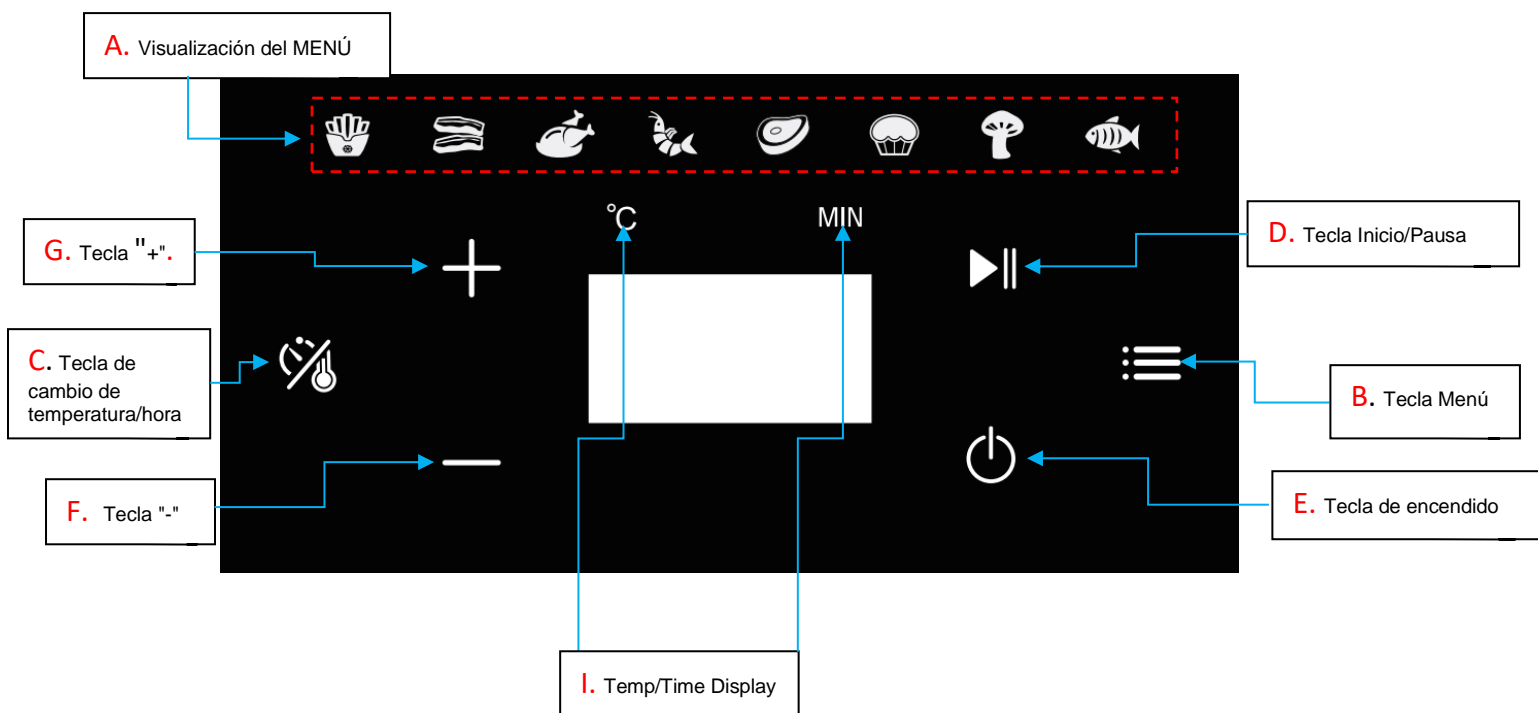 A. Visualización del MENÚ
°C
MIN
G. Tecla "+".
D. Tecla Inicio/Pausa
C. Tecla de
cambio de
temperatura/hora
B. Tecla Menú
F. Tecla "-"
E. Tecla de encendido
I. Temp/Time Display